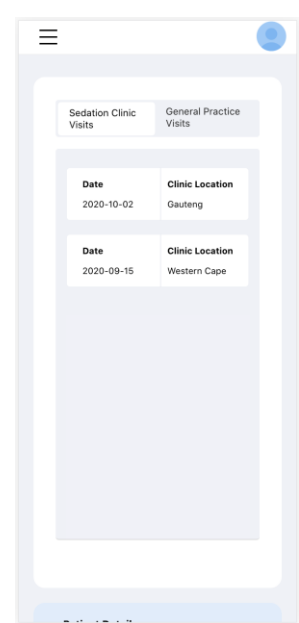 Sedation Clinic
Visits
General Practice
Visits
Date
Clinic Location
2020-10-02
Gauteng
Date
Clinic Location
2020-09-15
Western Cape